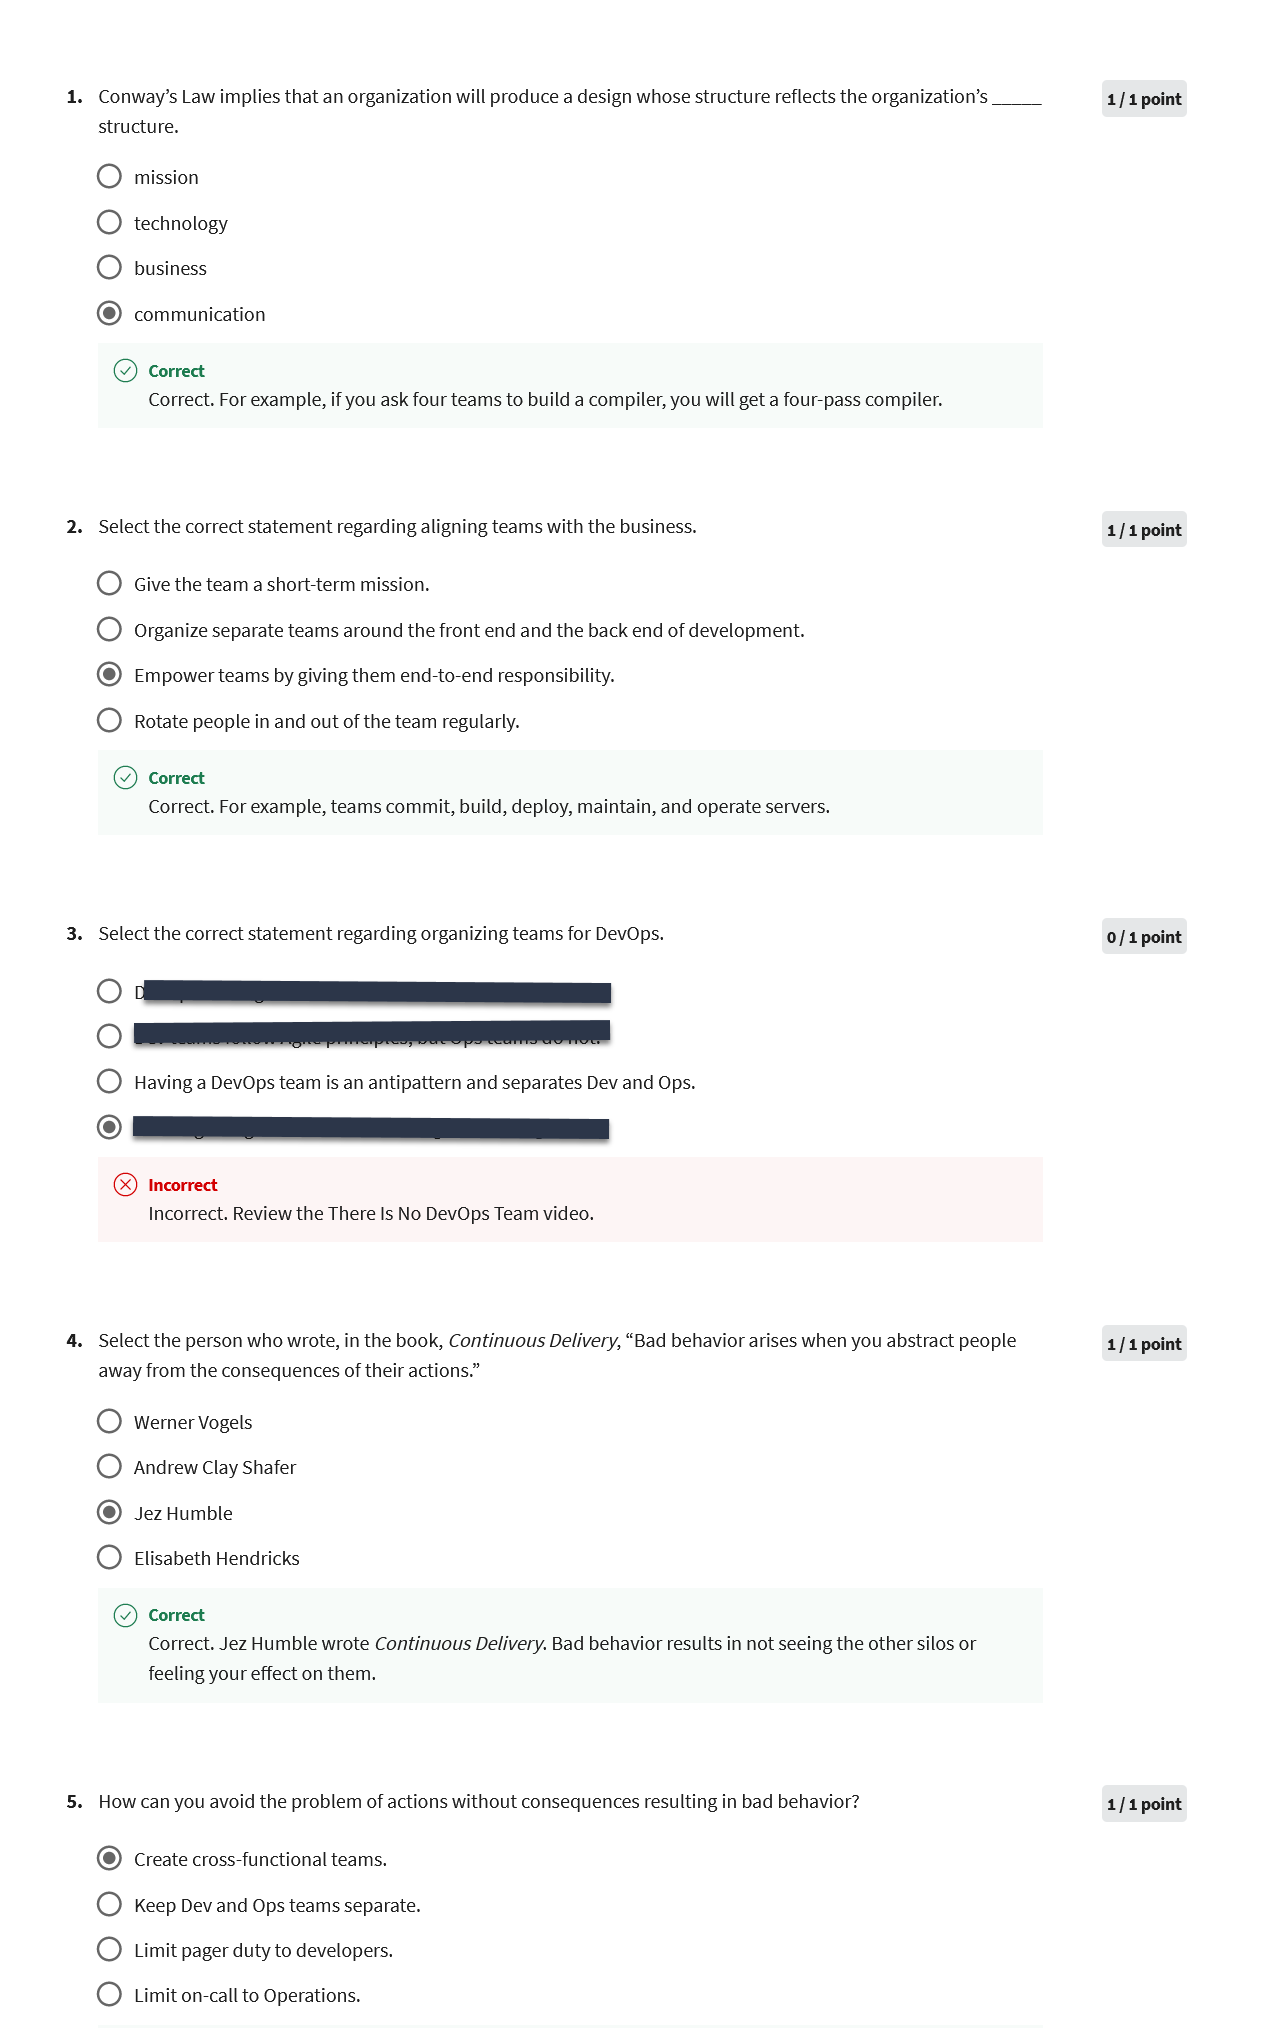 1. Conway’s Law implies that an organization will produce a design whose structure reflects the organization’s _____
structure.
1 / 1 point
mission
technology
business
communication
Correct
Correct. For example, if you ask four teams to build a compiler, you will get a four-pass compiler.
2. Select the correct statement regarding aligning teams with the business.
1 / 1 point
Give the team a short-term mission.
Organize separate teams around the front end and the back end of development.
Empower teams by giving them end-to-end responsibility.
Rotate people in and out of the team regularly.
Correct
Correct. For example, teams commit, build, deploy, maintain, and operate servers.
3. Select the correct statement regarding organizing teams for DevOps.
0 / 1 point
Having a DevOps team is an antipattern and separates Dev and Ops.
Incorrect
Incorrect. Review the There Is No DevOps Team video.
4. Select the person who wrote, in the book, Continuous Delivery, “Bad behavior arises when you abstract people
away from the consequences of their actions.”
1 / 1 point
Werner Vogels
Andrew Clay Shafer
Jez Humble
Elisabeth Hendricks
Correct
Correct. Jez Humble wrote Continuous Delivery. Bad behavior results in not seeing the other silos or
feeling your effect on them.
5. How can you avoid the problem of actions without consequences resulting in bad behavior?
1 / 1 point
Create cross-functional teams.
Keep Dev and Ops teams separate.
Limit pager duty to developers.
Limit on-call to Operations.